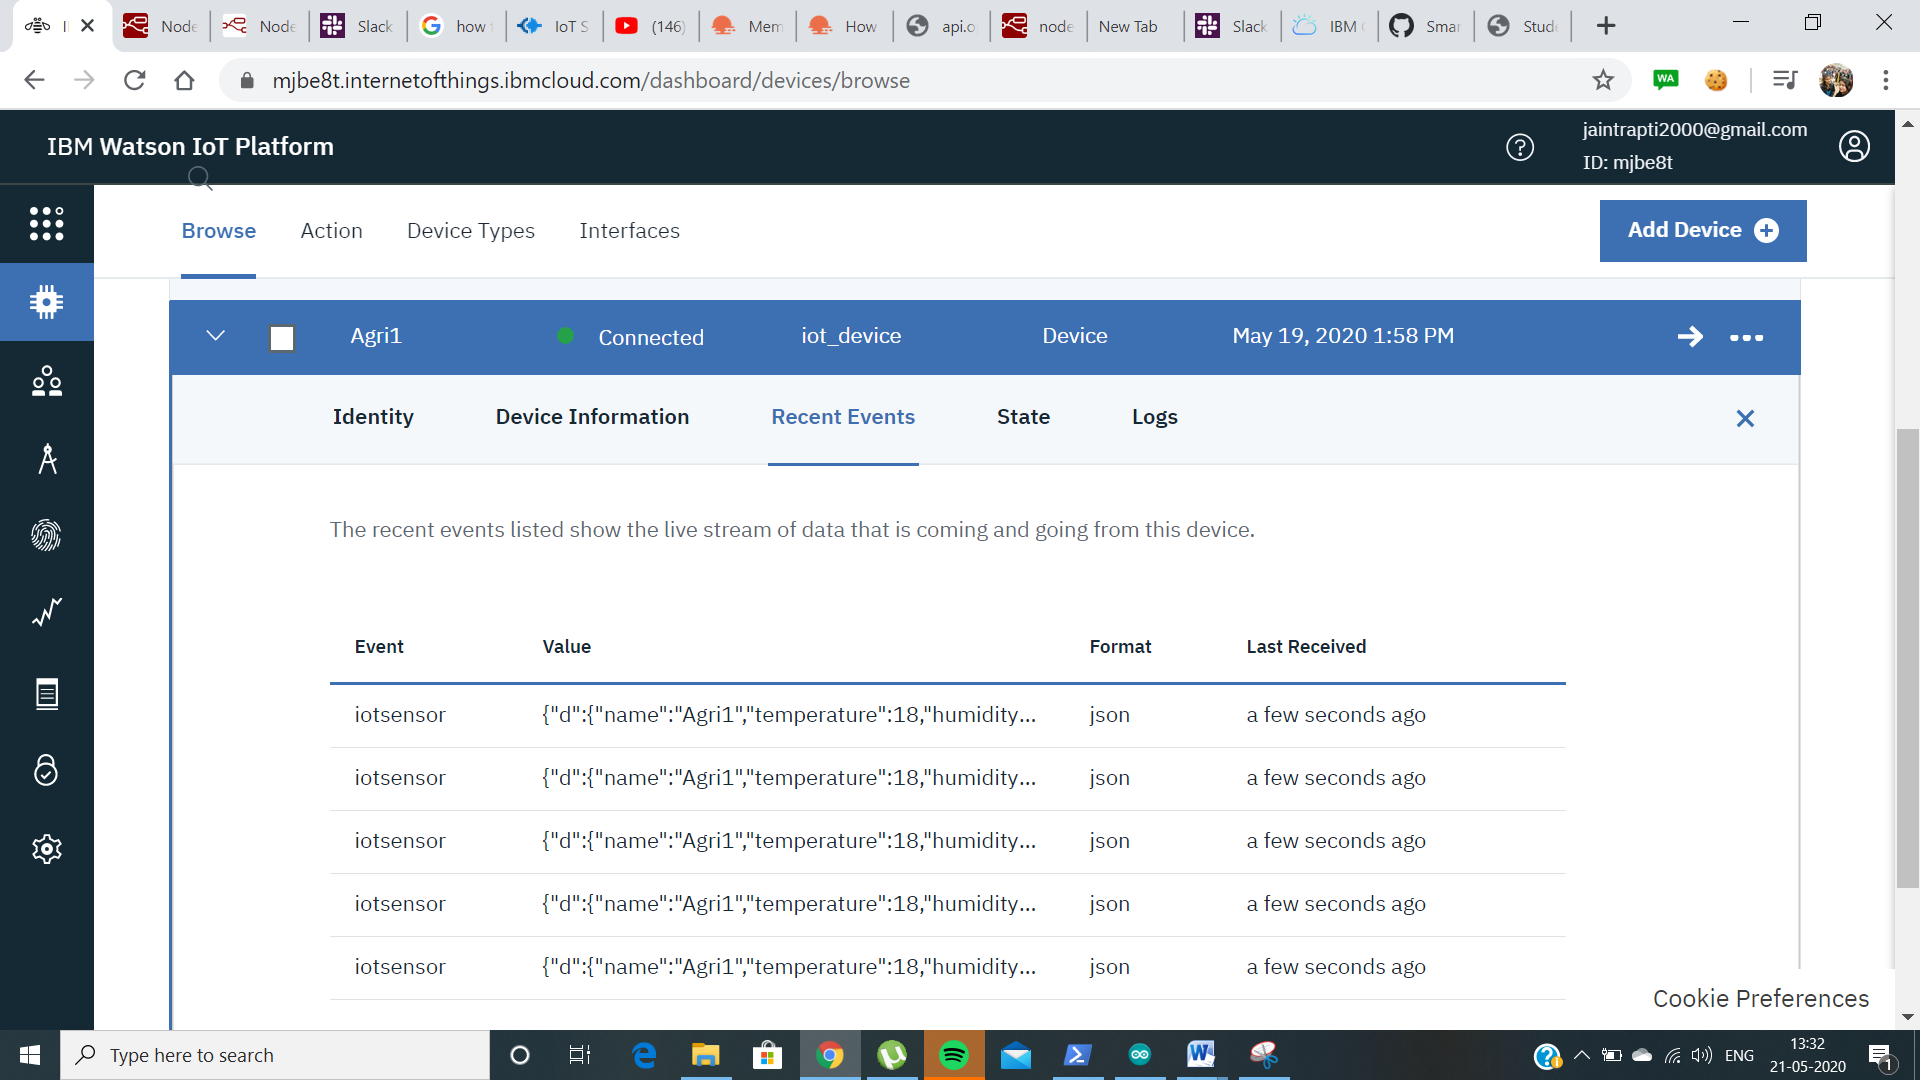 I
Node
Node
Slack
how
IoT S
(146)
Mem
How
api.o
node
New Tab
Slack
IBM
Smar
Stud
mjbe8t.internetofthings.ibmcloud.com/dashboard/devices/browse
WA
IBM Watson IoT Platform
jaintrapti2000@gmail.com
ID: mjbe8t
Browse Action Device Types Interfaces
Add Device
Agri1 Connected iot_device Device May 19, 2020 1:58 PM
Identity Device Information Recent Events State Logs
The recent events listed show the live stream of data that is coming and going from this device.
Event Value Format Last Received
iotsensor {"d":{"name":"Agri1","temperature":18,"humidity... json a few seconds ago
iotsensor {"d":{"name":"Agri1","temperature":18,"humidity... json a few seconds ago
iotsensor {"d":{"name":"Agri1","temperature":18,"humidity... json a few seconds ago
iotsensor {"d":{"name":"Agri1","temperature":18,"humidity... json a few seconds ago
iotsensor {"d":{"name":"Agri1","temperature":18,"humidity... json a few seconds ago
Cookie Preferences
Type here to search
ENG
13:32
21-05-2020
1